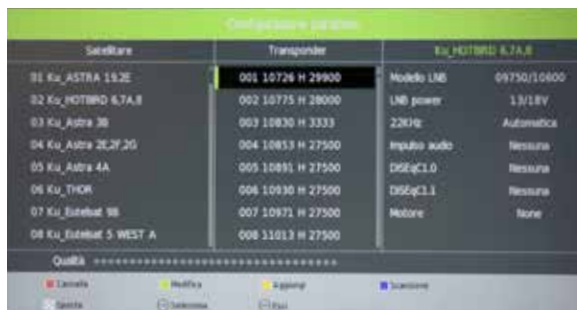 Configurazione parabola
Satellitare Transponder Ku_HOTBIRD 6,7A,8
01 Ku_ASTRA 19.2E 001 10726 H 29900 Modello LNB 09750/10600
02 Ku_HOTBIRD 6,7A,8 002 10775 H 28000 LNB power 13/18V
03 Ku_Astra 3B 003 10830 H 3333 22KHz Automatica
04 Ku_Astra 2E,2F,2G 004 10853 H 27500 Impulso audio Nessuna
05 Ku_Astra 4A 005 10891 H 27500 DiSEqC1.0 Nessuna
06 Ku_THOR 006 10930 H 27500 DiSEqC1.1 Nessuna
07 Ku_Eutelsat 9B 007 10971 H 27500 Motore None
08 Ku_Eutelsat 5 WEST A 008 11013 H 27500
Qualità
Cancella Modifica Aggiungi Scansione
Sposta Seleziona Esci